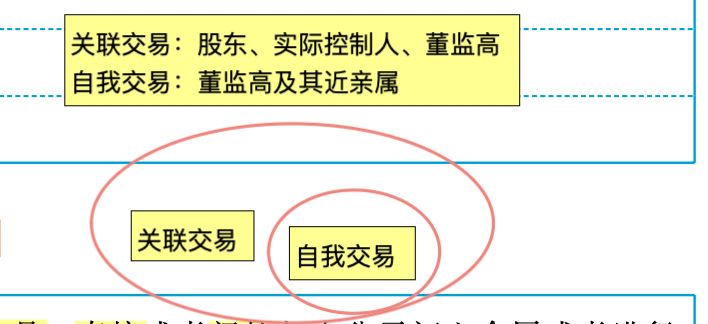 关联交易：股东、实际控制人、董监高
自我交易：董监高及其近亲属
关联交易
自我交易